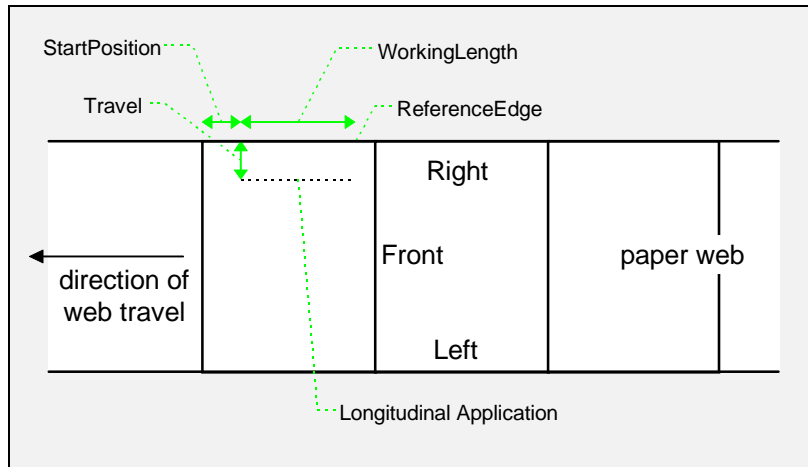 StartPosition
WorkingLength
Travel
ReferenceEdge
Right
Front
paper web
direction of
web travel
Left
Longitudinal Application